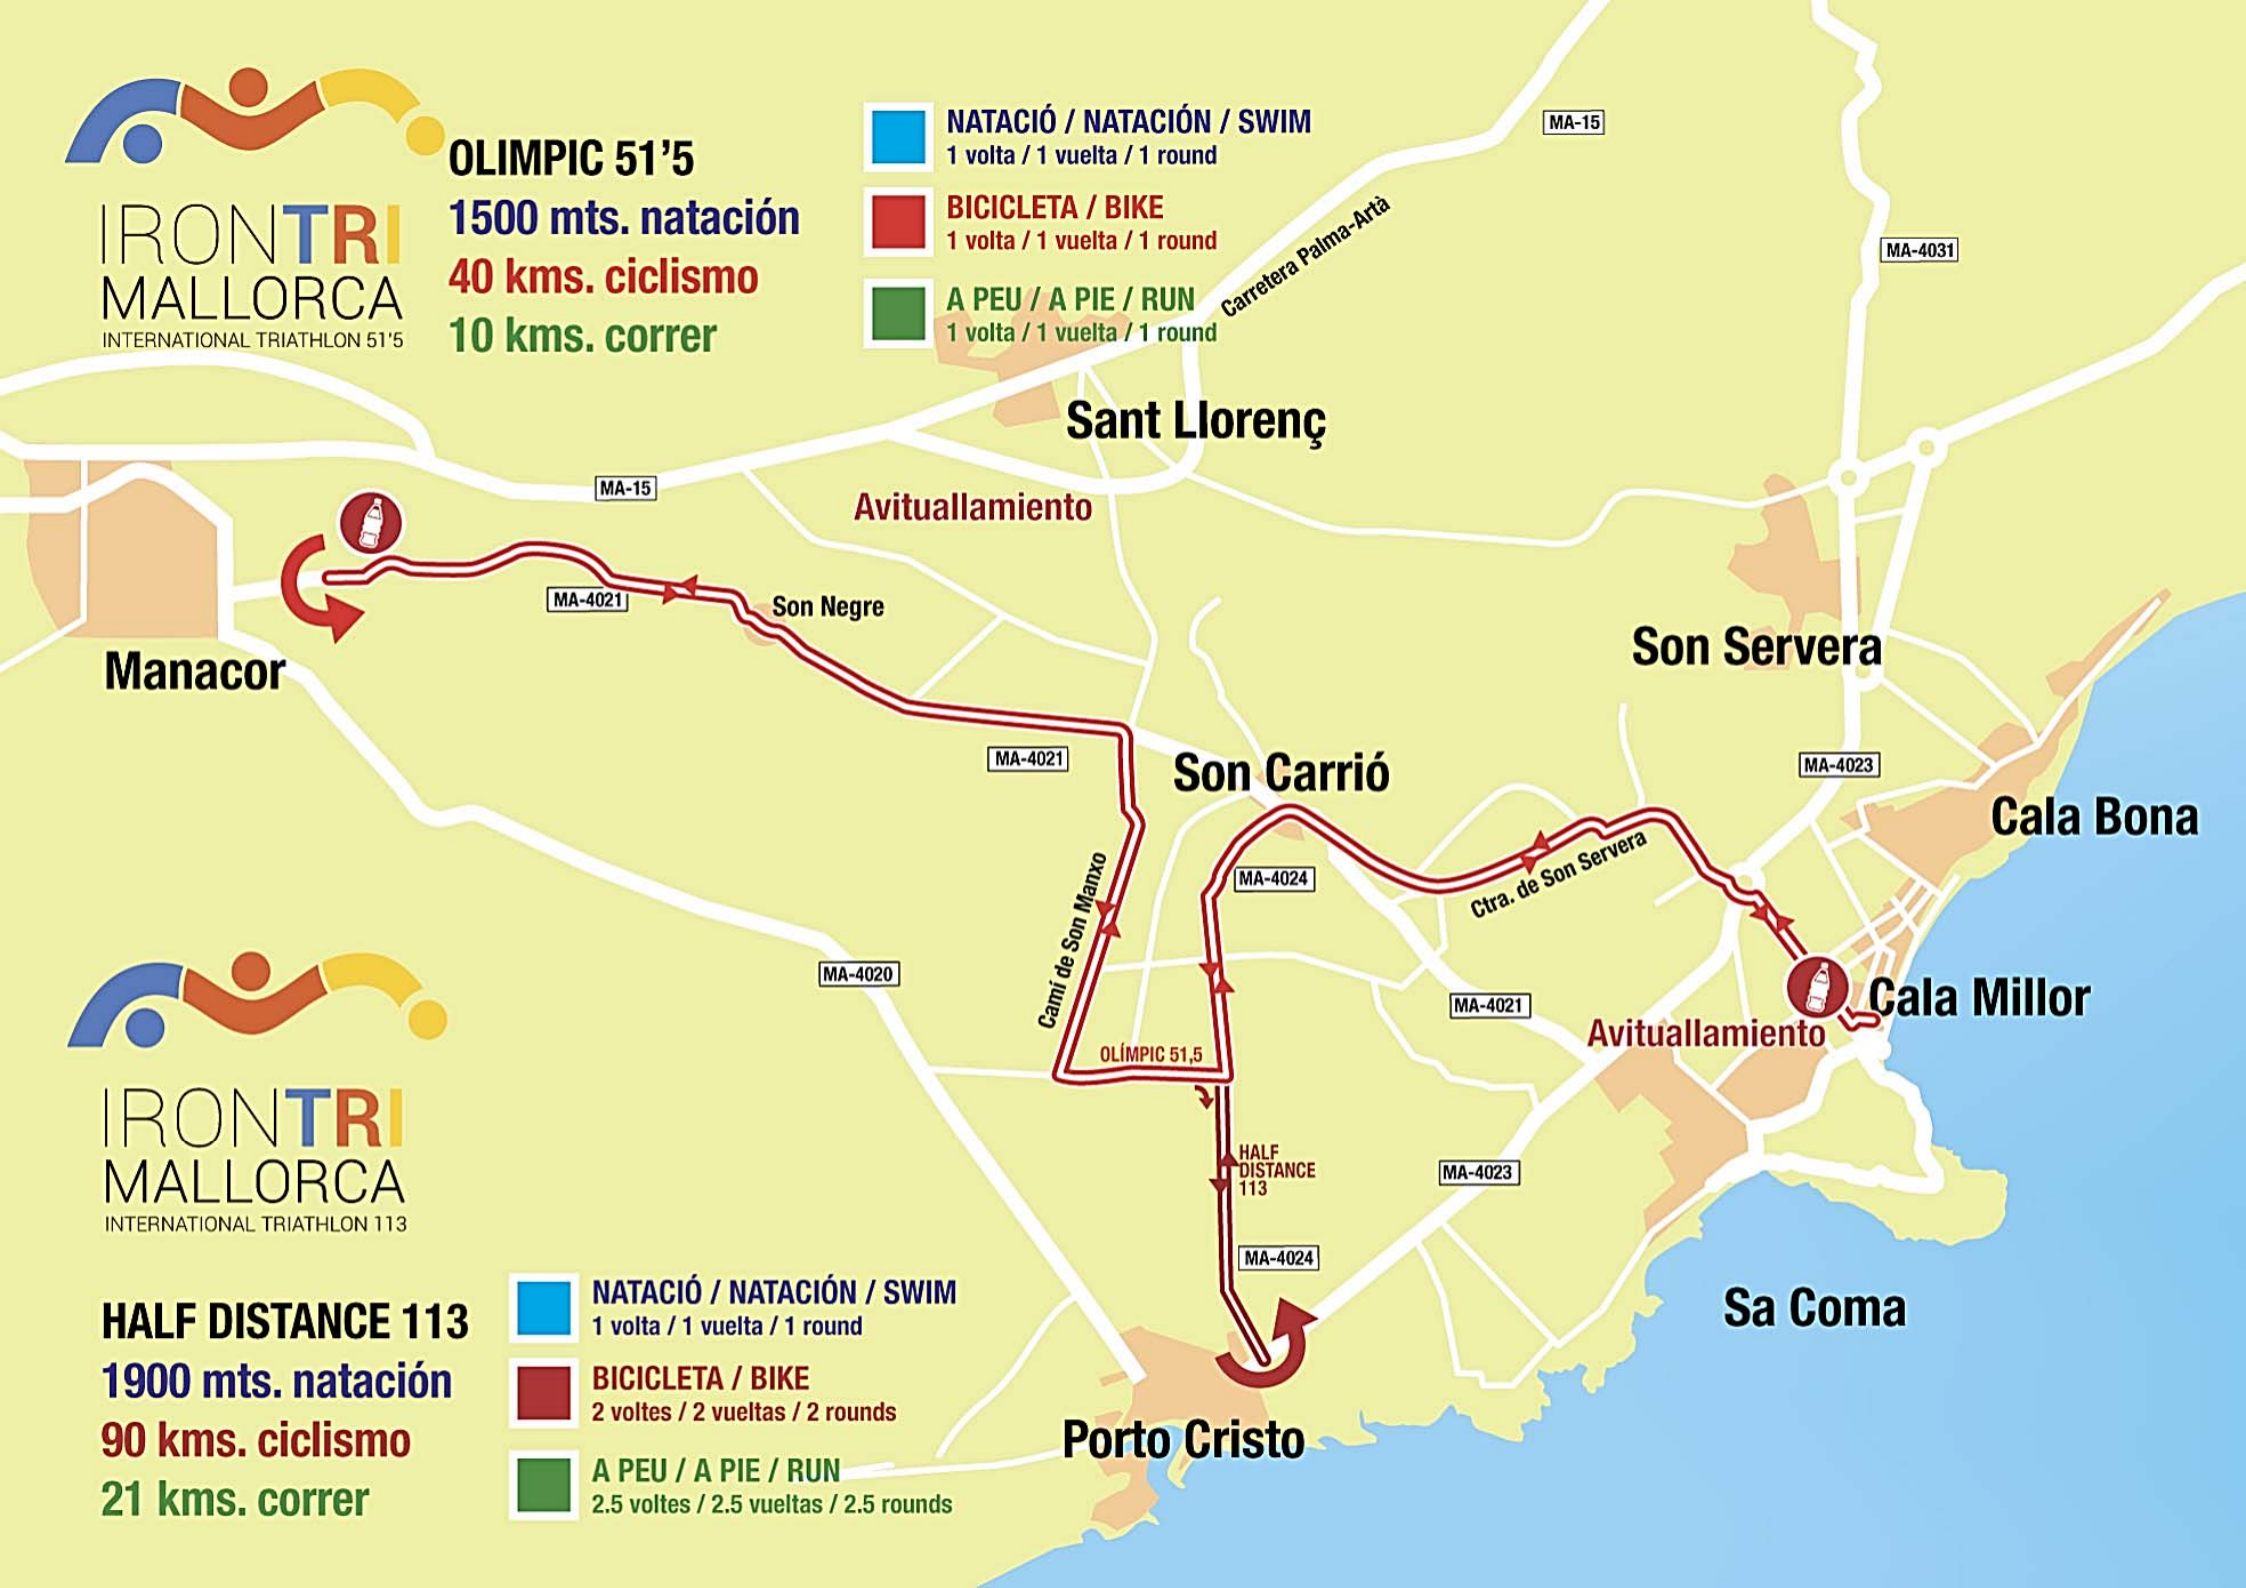 IRONTRI
MALLORCA
INTERNATIONAL TRIATHLON 51'5
OLIMPIC 51'5
1500 mts. natación
40 kms. ciclismo
10 kms. correr
NATACIÓ / NATACIÓN / SWIM
1 volta / 1 vuelta / 1 round
BICICLETA / BIKE
1 volta / 1 vuelta / 1 round
A PEU / A PIE / RUN
1 volta / 1 vuelta / 1 round
MA-15
Carretera Palma-Artà
MA-4031
Sant Llorenç
MA-15
Avituallamiento
MA-4021
Son Negre
Manacor
Son Servera
MA-4021
Son Carrió
MA-4023
Cala Bona
Camí de Son Manxo
MA-4024
Ctra. de Son Servera
MA-4020
MA-4021
Cala Millor
Avituallamiento
OLÍMPIC 51,5
HALF
DISTANCE
113
MA-4023
MA-4024
Sa Coma
Porto Cristo
IRONTRI
MALLORCA
INTERNATIONAL TRIATHLON 113
HALF DISTANCE 113
1900 mts. natación
90 kms. ciclismo
21 kms. correr
NATACIÓ / NATACIÓN / SWIM
1 volta / 1 vuelta / 1 round
BICICLETA / BIKE
2 voltes / 2 vueltas / 2 rounds
A PEU / A PIE / RUN
2.5 voltes / 2.5 vueltas / 2.5 rounds